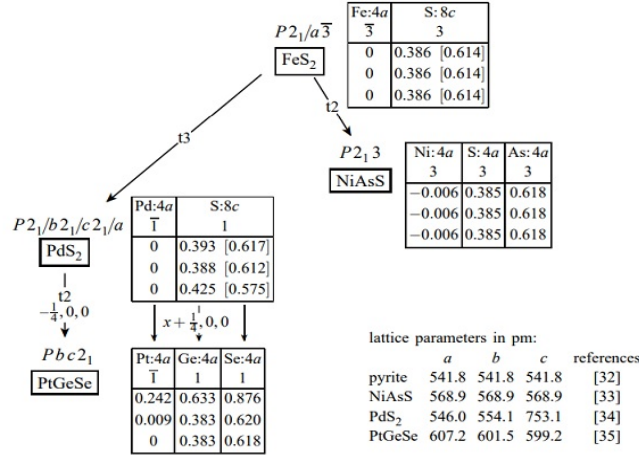 P2₁/a3̅
FeS₂
Fe:4a S:8c
3̅ 3
0 0.386 [0.614]
0 0.386 [0.614]
0 0.386 [0.614]
t3
t2
P2₁3
NiAsS
Ni:4a S:4a As:4a
3 3 3
−0.006 0.385 0.618
−0.006 0.385 0.618
−0.006 0.385 0.618
P2₁/b2₁/c2₁/a
PdS₂
Pd:4a S:8c
1̅ 1
0 0.393 [0.617]
0 0.388 [0.612]
0 0.425 [0.575]
t2
−1/4,0,0
x+1/4,0,0
Pbc2₁
PtGeSe
Pt:4a Ge:4a Se:4a
1̅ 1 1
0.242 0.633 0.876
0.009 0.383 0.620
0 0.383 0.618
lattice parameters in pm:
a b c references
pyrite 541.8 541.8 541.8 [32]
NiAsS 568.9 568.9 568.9 [33]
PdS₂ 546.0 554.1 753.1 [34]
PtGeSe 607.2 601.5 599.2 [35]